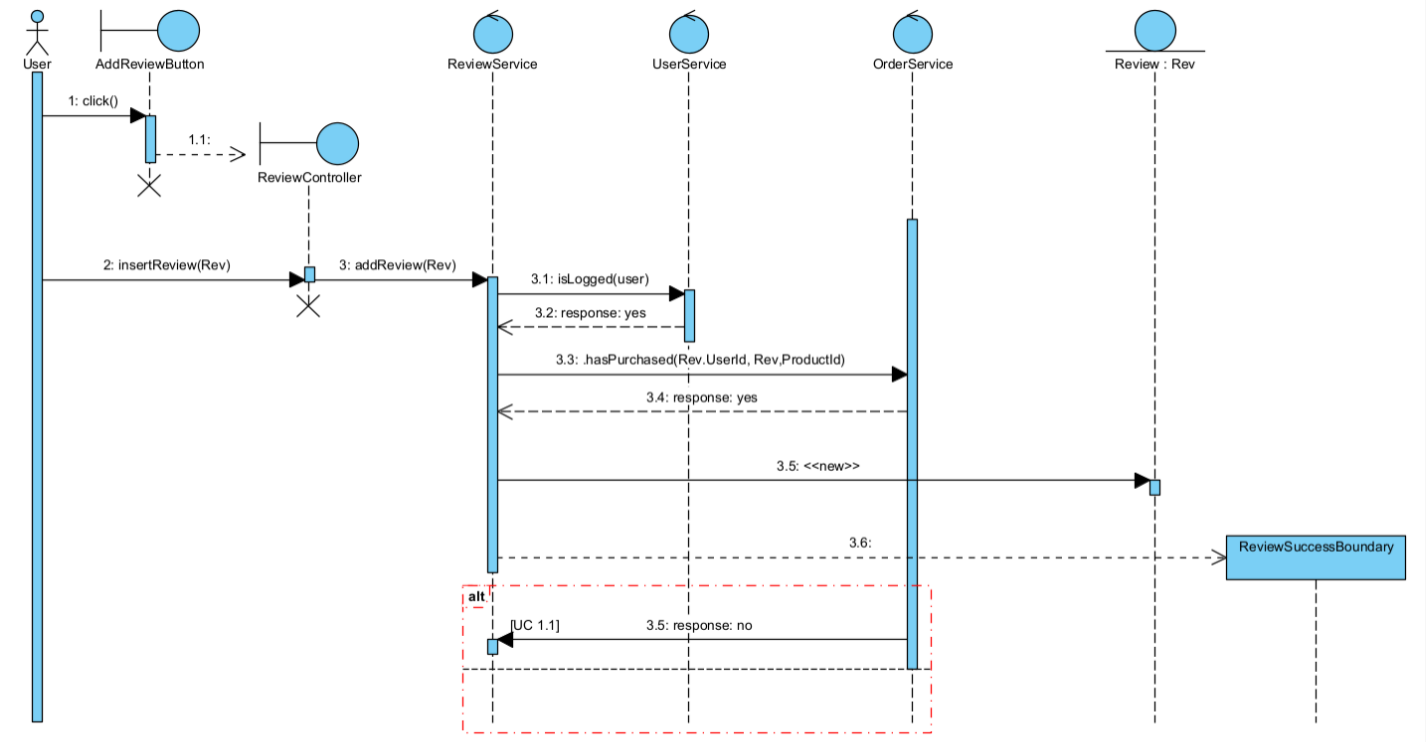 User
AddReviewButton
ReviewService
UserService
OrderService
Review : Rev
1: click()
1.1:
ReviewController
2: insertReview(Rev)
3: addReview(Rev)
3.1: isLogged(user)
3.2: response: yes
3.3: .hasPurchased(Rev.UserId, Rev,ProductId)
3.4: response: yes
3.5: <<new>>
3.6:
ReviewSuccessBoundary
alt
[UC 1.1]
3.5: response: no